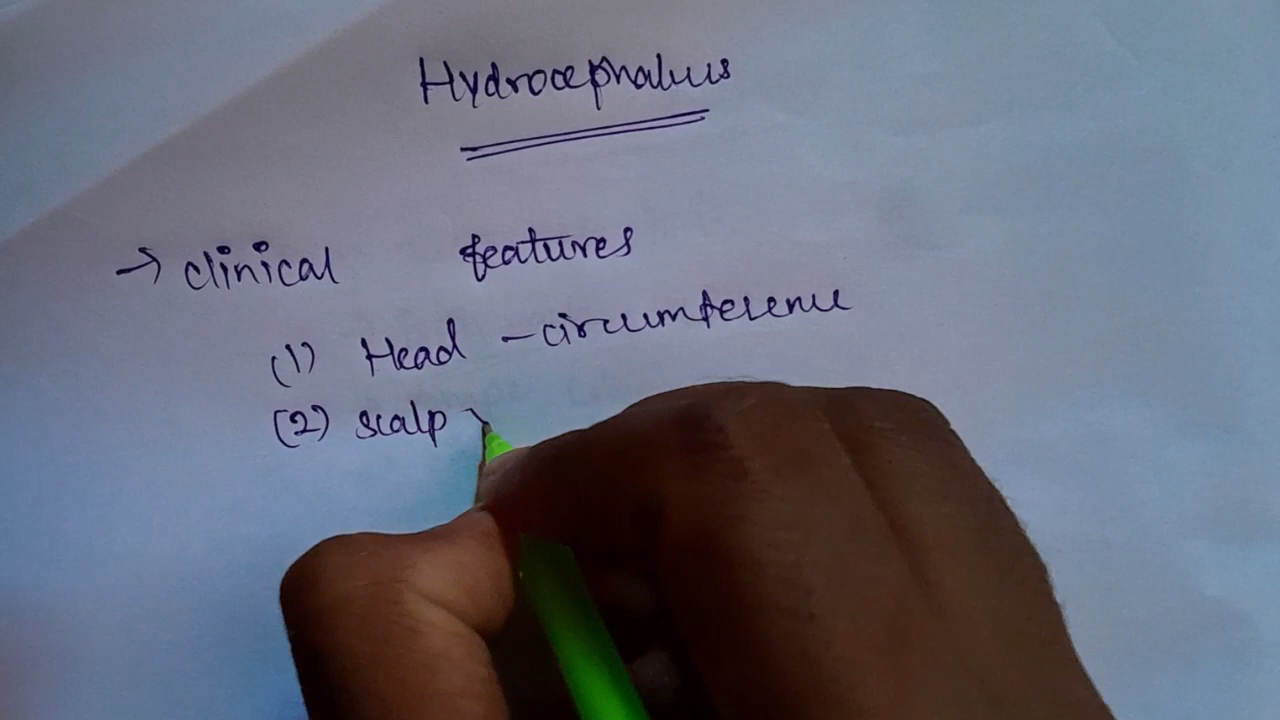 Hydrocephalus
→ clinical features
(1) Head - circumference
(2) scalp